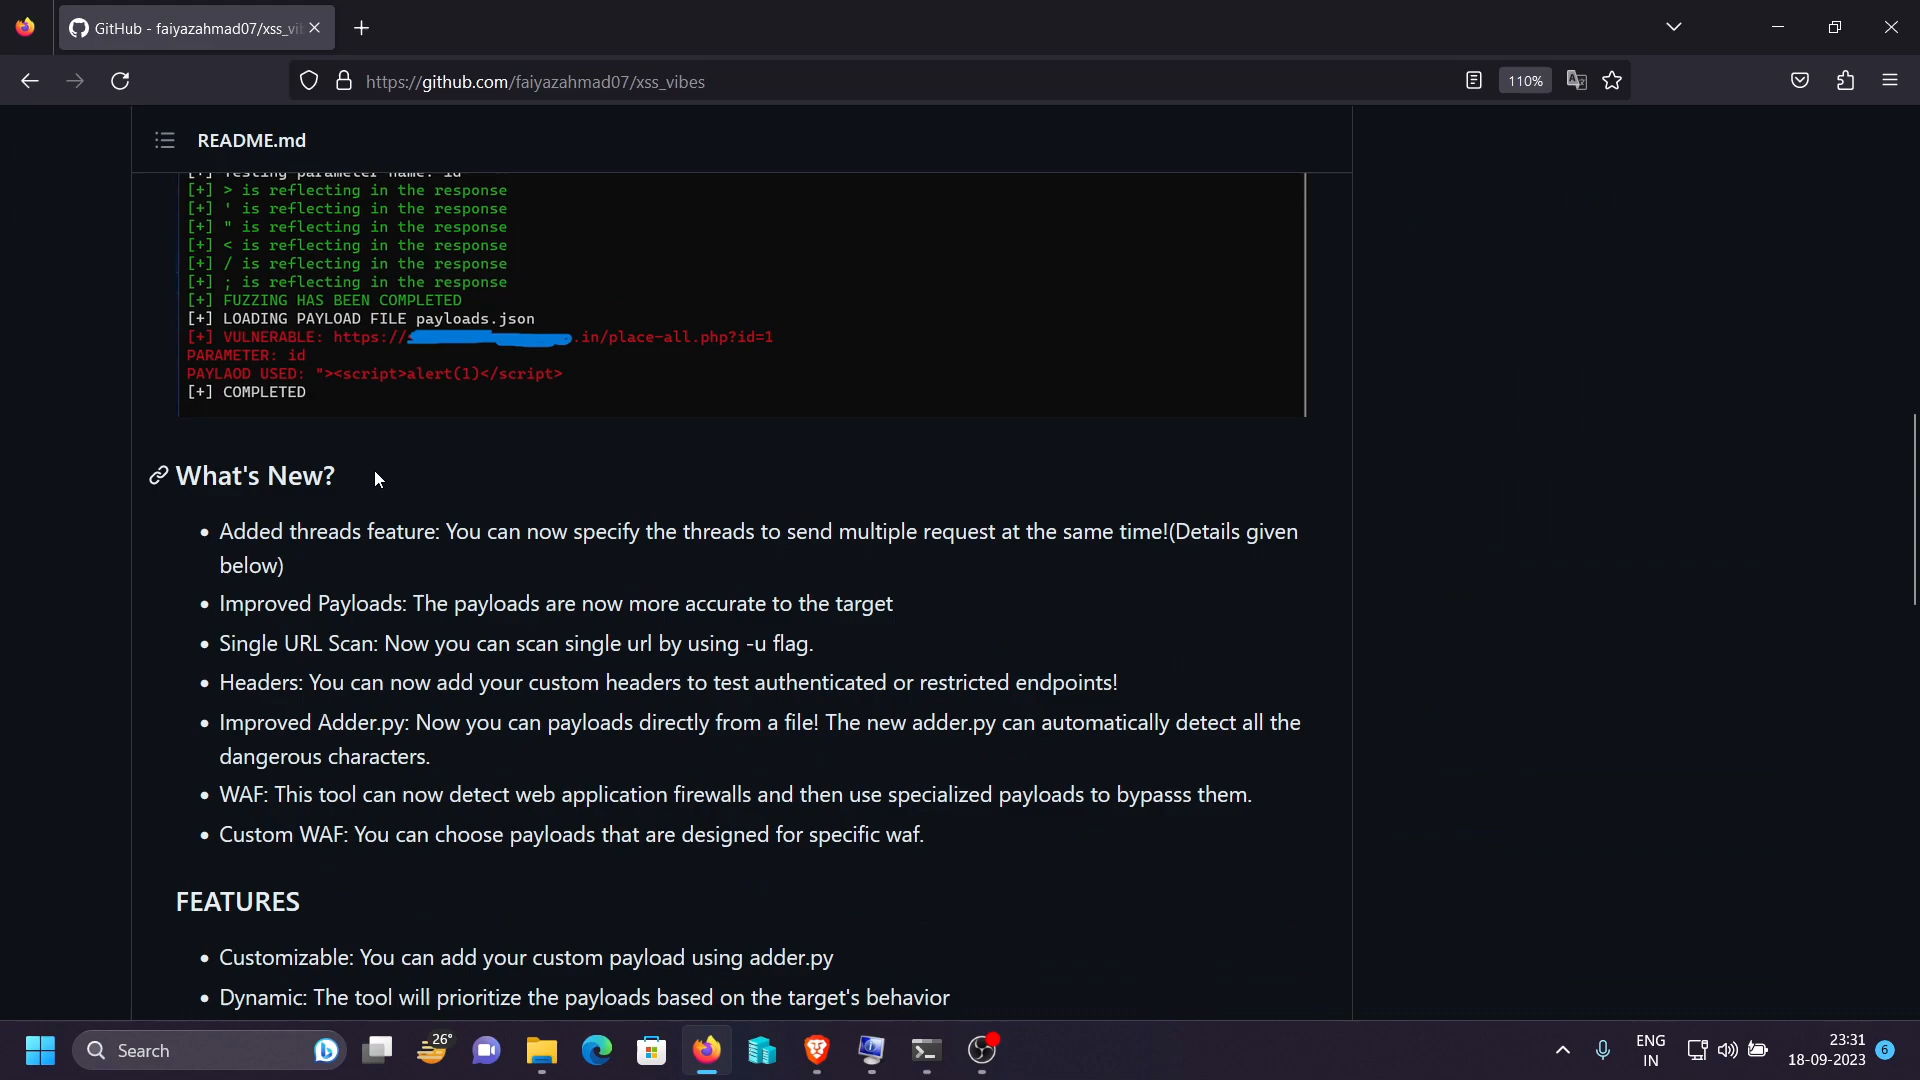 GitHub - faiyazahmad07/xss_vi
https://github.com/faiyazahmad07/xss_vibes
110%
README.md
[+] Testing parameter name: id
[+] > is reflecting in the response
[+] ' is reflecting in the response
[+] " is reflecting in the response
[+] < is reflecting in the response
[+] / is reflecting in the response
[+] ; is reflecting in the response
[+] FUZZING HAS BEEN COMPLETED
[+] LOADING PAYLOAD FILE payloads.json
[+] VULNERABLE: https:// .in/place-all.php?id=1
PARAMETER: id
PAYLAOD USED: "><script>alert(1)</script>
[+] COMPLETED
What's New?
• Added threads feature: You can now specify the threads to send multiple request at the same time!(Details given
below)
• Improved Payloads: The payloads are now more accurate to the target
• Single URL Scan: Now you can scan single url by using -u flag.
• Headers: You can now add your custom headers to test authenticated or restricted endpoints!
• Improved Adder.py: Now you can payloads directly from a file! The new adder.py can automatically detect all the
dangerous characters.
• WAF: This tool can now detect web application firewalls and then use specialized payloads to bypasss them.
• Custom WAF: You can choose payloads that are designed for specific waf.
FEATURES
• Customizable: You can add your custom payload using adder.py
• Dynamic: The tool will prioritize the payloads based on the target's behavior
Search
26°
ENG
IN
23:31
18-09-2023
6